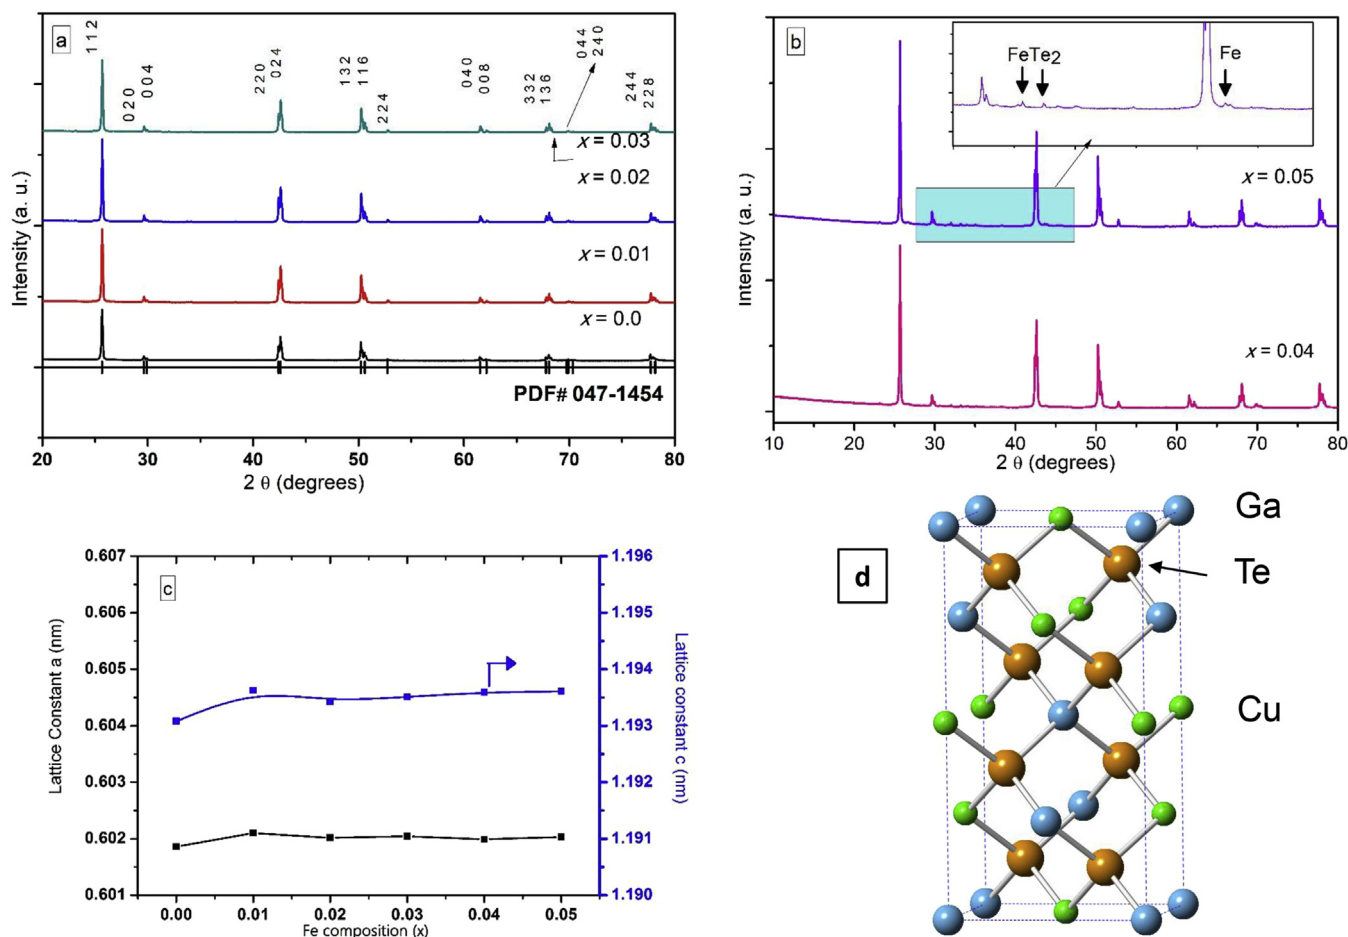 a
1 1 2
0 2 0
0 0 4
2 2 0
0 2 4
1 3 2
1 1 6
2 2 4
0 4 0
0 0 8
3 3 2
1 3 6
0 4 4
2 4 0
2 4 4
2 2 8
x = 0.03
x = 0.02
x = 0.01
x = 0.0
PDF# 047-1454
Intensity (a. u.)
20 30 40 50 60 70 80
2 θ (degrees)
b
FeTe2
Fe
x = 0.05
x = 0.04
Intensity (a. u.)
10 20 30 40 50 60 70 80
2 θ (degrees)
c
0.607
0.606
0.605
0.604
0.603
0.602
0.601
Lattice Constant a (nm)
1.196
1.195
1.194
1.193
1.192
1.191
1.190
Lattice constant c (nm)
0.00 0.01 0.02 0.03 0.04 0.05
Fe composition (x)
d
Ga
Te
Cu